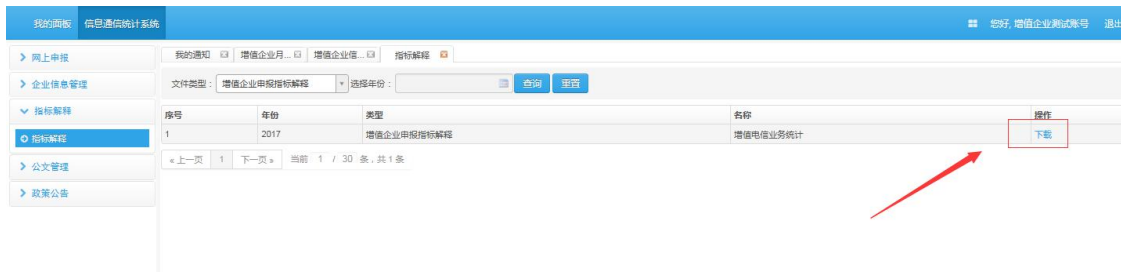 我的面板 信息通信统计系统 您好, 增值企业测试账号 退出
网上申报
企业信息管理
指标解释
指标解释
公文管理
政策公告
我的通知 增值企业月... 增值企业信... 指标解释
文件类型： 增值企业申报指标解释 选择年份： 查询 重置
序号 年份 类型 名称 操作
1 2017 增值企业申报指标解释 增值电信业务统计 下载
« 上一页 1 下一页 » 当前 1 / 30 条 , 共 1 条